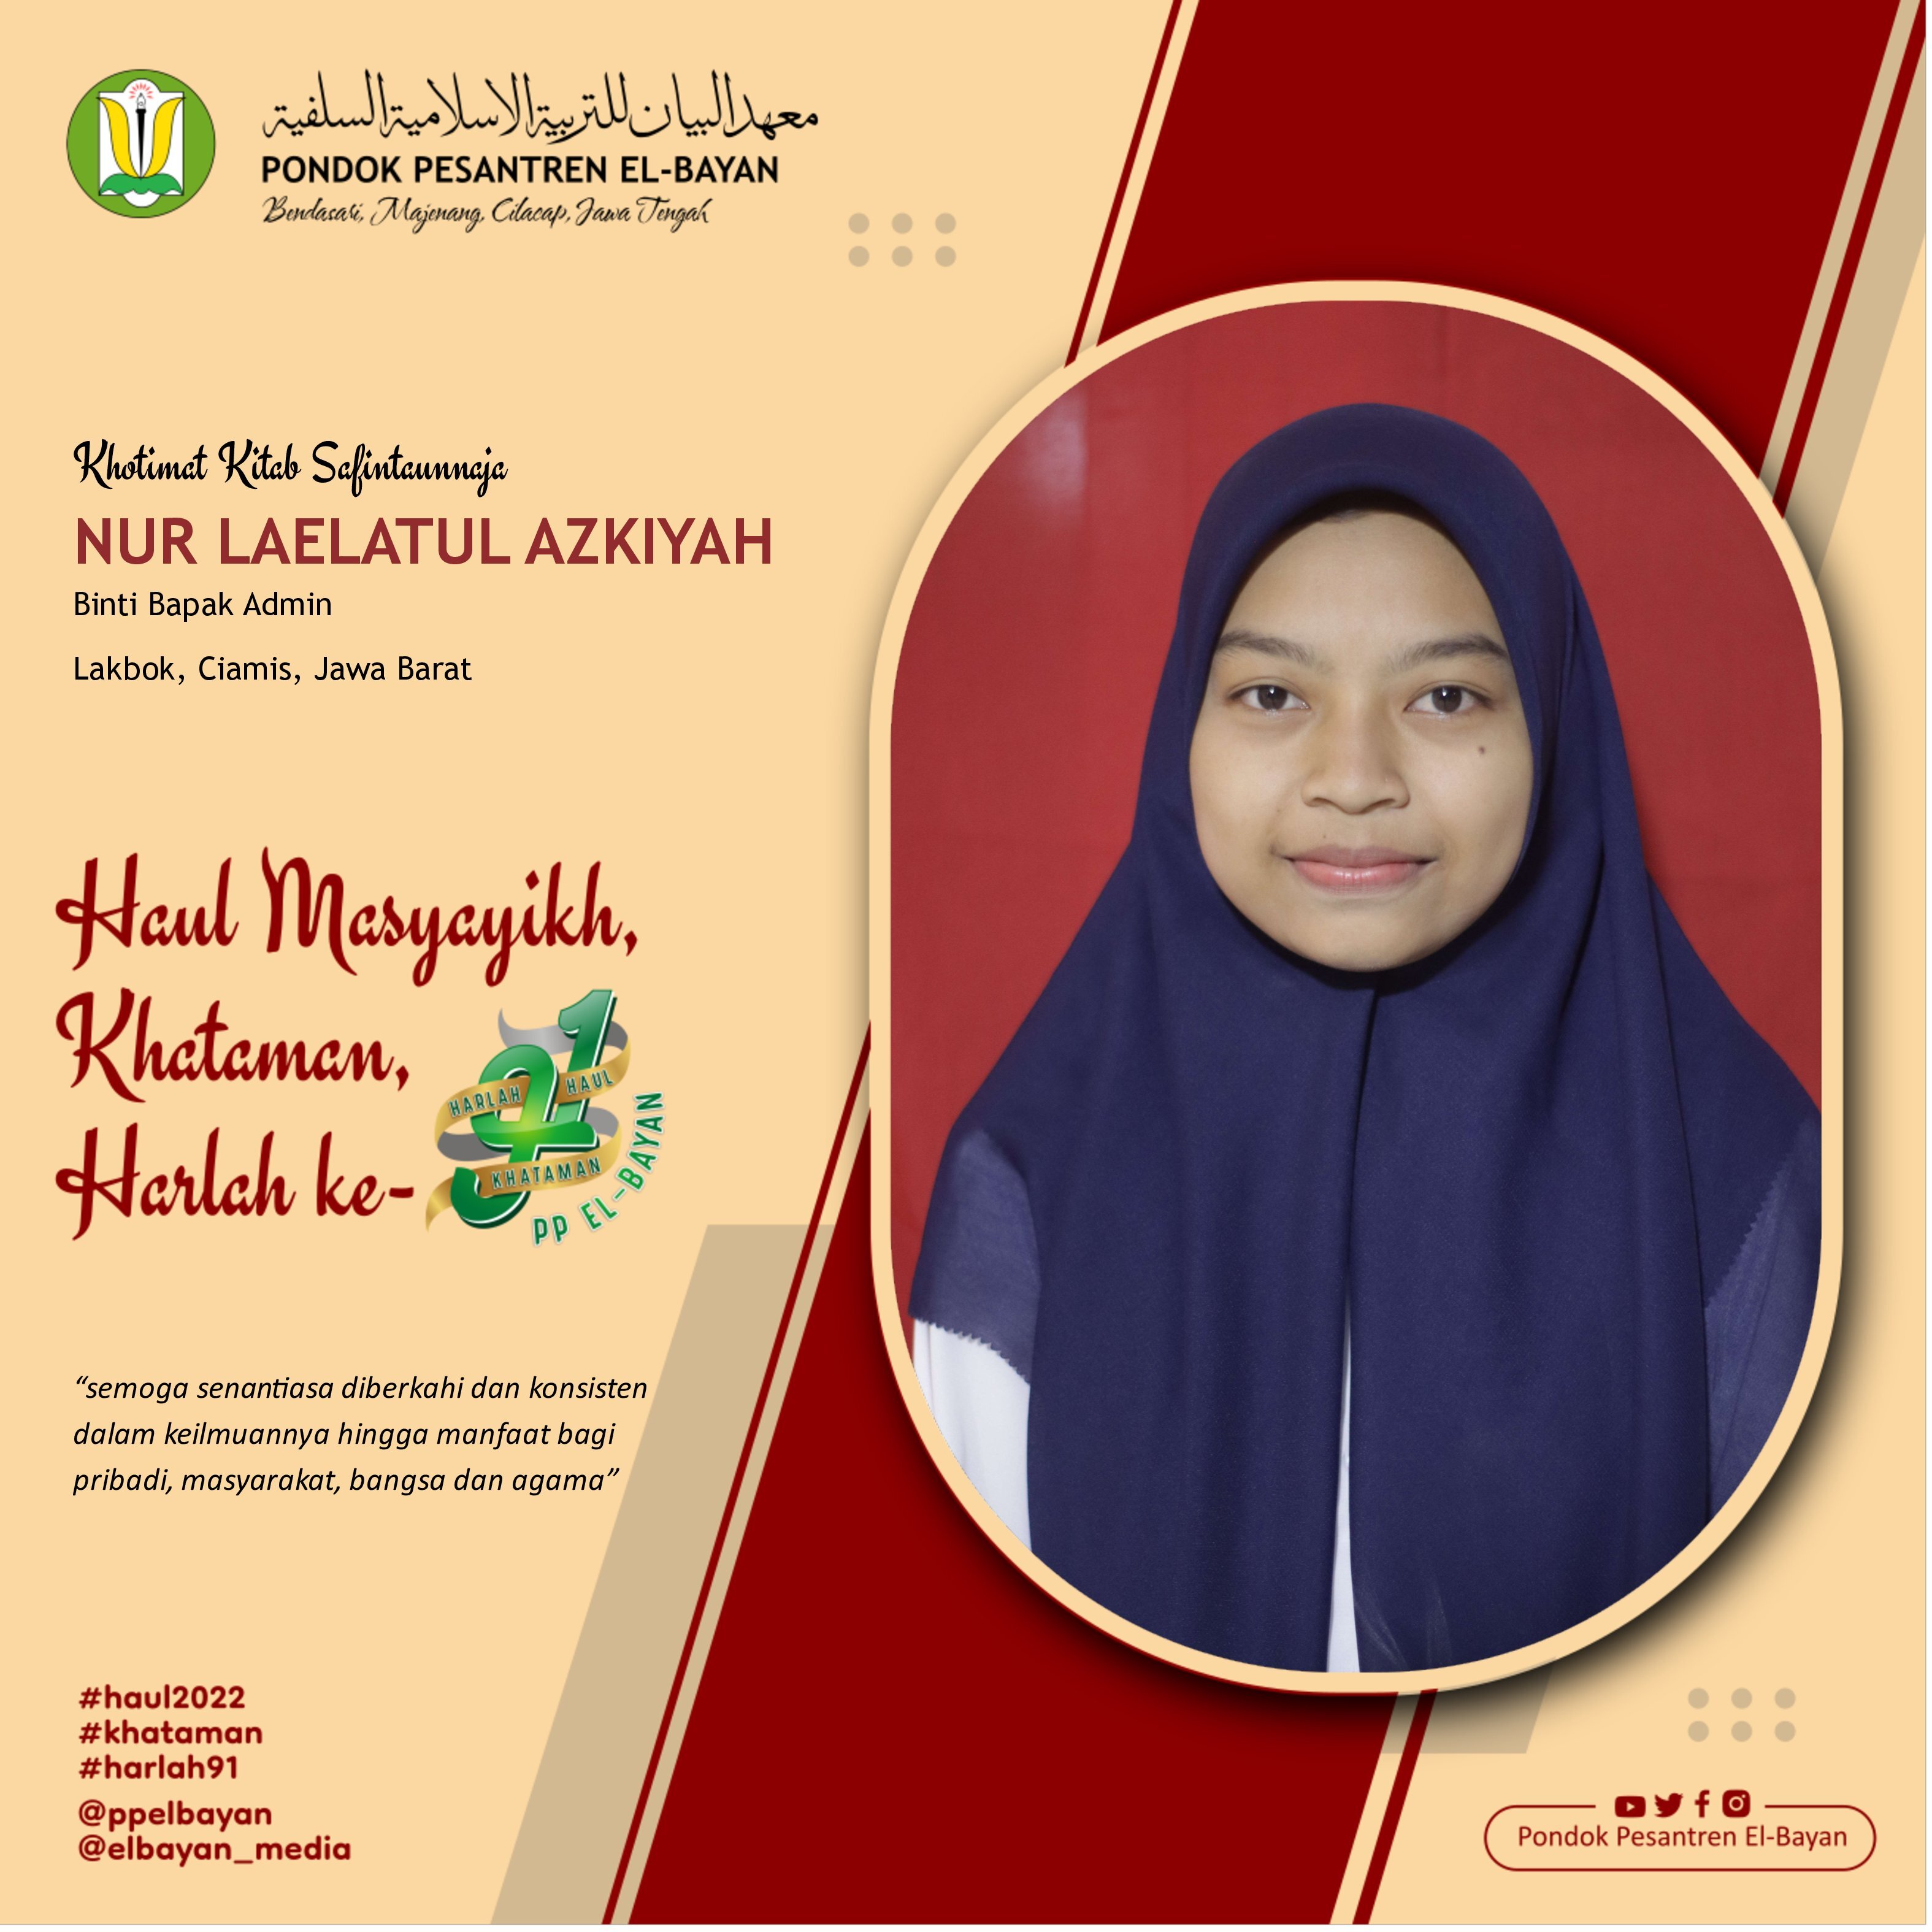 معهد البيان للتربية الاسلامية السلفية
PONDOK PESANTREN EL-BAYAN
Bendasari, Majenang, Cilacap, Jawa Tengah
Khotimat Kitab Safintaunnaja
NUR LAELATUL AZKIYAH
Binti Bapak Admin
Lakbok, Ciamis, Jawa Barat
Haul Masyayikh,
Khataman,
Harlah ke-
91
HARLAH HAUL
KHATAMAN
PP EL-BAYAN
“semoga senantiasa diberkahi dan konsisten
dalam keilmuannya hingga manfaat bagi
pribadi, masyarakat, bangsa dan agama”
#haul2022
#khataman
#harlah91
@ppelbayan
@elbayan_media
Pondok Pesantren El-Bayan